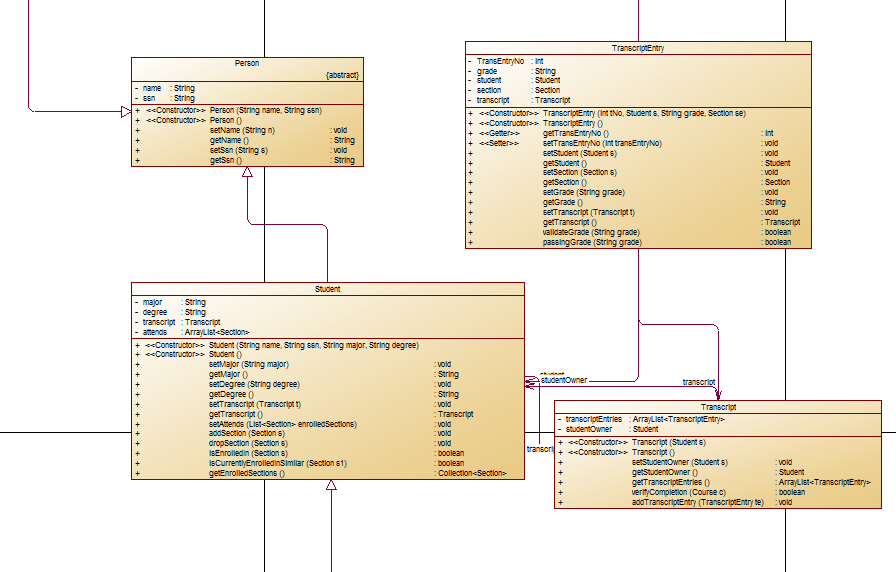 Person
{abstract}
- name : String
- ssn : String
+ <<Constructor>> Person (String name, String ssn)
+ <<Constructor>> Person ()
+ setName (String n) : void
+ getName () : String
+ setSsn (String s) : void
+ getSsn () : String
TranscriptEntry
- TransEntryNo : int
- grade : String
- student : Student
- section : Section
- transcript : Transcript
+ <<Constructor>> TranscriptEntry (int tNo, Student s, String grade, Section se)
+ <<Constructor>> TranscriptEntry ()
+ <<Getter>> getTransEntryNo () : int
+ <<Setter>> setTransEntryNo (int transEntryNo) : void
+ setStudent (Student s) : void
+ getStudent () : Student
+ setSection (Section s) : void
+ getSection () : Section
+ setGrade (String grade) : void
+ getGrade () : String
+ setTranscript (Transcript t) : void
+ getTranscript () : Transcript
+ validateGrade (String grade) : boolean
+ passingGrade (String grade) : boolean
Student
- major : String
- degree : String
- transcript : Transcript
- attends : ArrayList<Section>
+ <<Constructor>> Student (String name, String ssn, String major, String degree)
+ <<Constructor>> Student ()
+ setMajor (String major) : void
+ getMajor () : String
+ setDegree (String degree) : void
+ getDegree () : String
+ setTranscript (Transcript t) : void
+ getTranscript () : Transcript
+ setAttends (List<Section> enrolledSections) : void
+ addSection (Section s) : void
+ dropSection (Section s) : void
+ isEnrolledIn (Section s) : boolean
+ isCurrentlyEnrolledInSimilar (Section s1) : boolean
+ getEnrolledSections () : Collection<Section>
student
studentOwner
transcript
transcri
Transcript
- transcriptEntries : ArrayList<TranscriptEntry>
- studentOwner : Student
+ <<Constructor>> Transcript (Student s)
+ <<Constructor>> Transcript ()
+ setStudentOwner (Student s) : void
+ getStudentOwner () : Student
+ getTranscriptEntries () : ArrayList<TranscriptEntry>
+ verifyCompletion (Course c) : boolean
+ addTranscriptEntry (TranscriptEntry te) : void